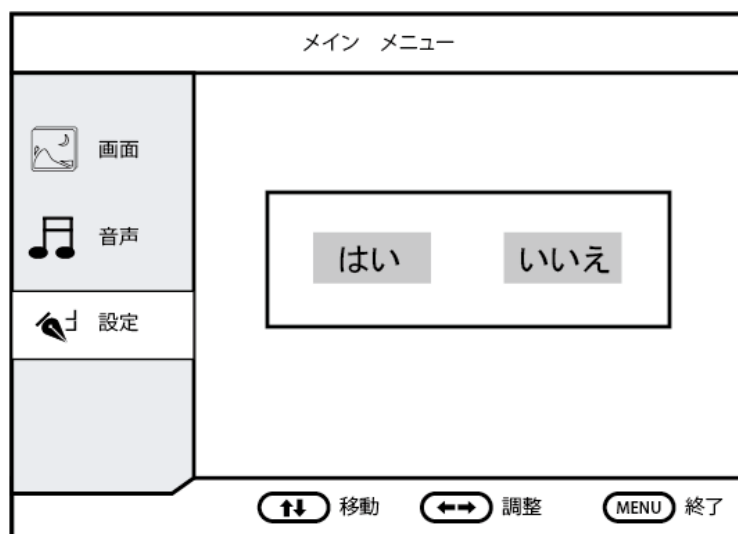 メイン メニュー
画面
音声
設定
はい いいえ
移動 調整 MENU 終了